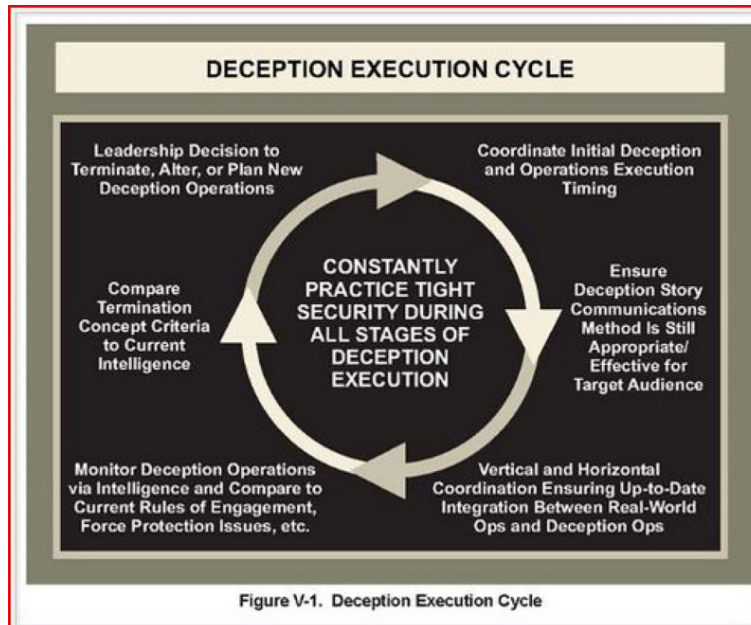 DECEPTION EXECUTION CYCLE
Leadership Decision to
Terminate, Alter, or Plan New
Deception Operations
Coordinate Initial Deception
and Operations Execution
Timing
CONSTANTLY
PRACTICE TIGHT
SECURITY DURING
ALL STAGES OF
DECEPTION
EXECUTION
Ensure
Deception Story
Communications
Method Is Still
Appropriate/
Effective for
Target Audience
Compare
Termination
Concept Criteria
to Current
Intelligence
Monitor Deception Operations
via Intelligence and Compare to
Current Rules of Engagement,
Force Protection Issues, etc.
Vertical and Horizontal
Coordination Ensuring Up-to-Date
Integration Between Real-World
Ops and Deception Ops
Figure V-1. Deception Execution Cycle